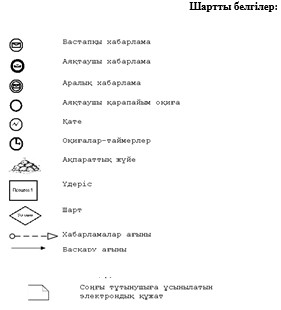 Шартты белгілер:
Бастапқы хабарлама
Аяқтаушы хабарлама
Аралық хабарлама
Аяқтаушы қарапайым оқиға
Қате
Оқиғалар-таймерлер
Ақпараттық жүйе
Үдеріс
Шарт
Хабарламалар ағыны
Басқару ағыны
Соңғы тұтынушыға ұсынылатын
электрондық құжат